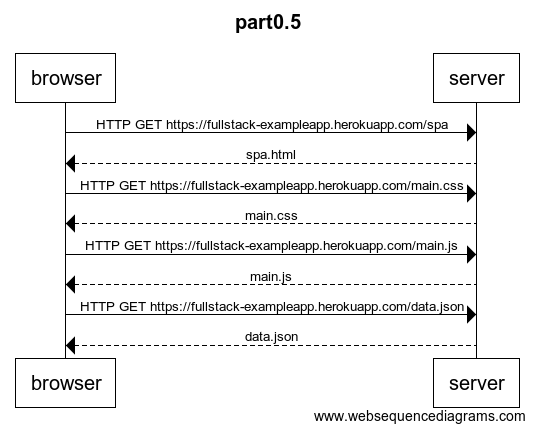 part0.5
browser
server
HTTP GET https://fullstack-exampleapp.herokuapp.com/spa
spa.html
HTTP GET https://fullstack-exampleapp.herokuapp.com/main.css
main.css
HTTP GET https://fullstack-exampleapp.herokuapp.com/main.js
main.js
HTTP GET https://fullstack-exampleapp.herokuapp.com/data.json
data.json
browser
server
www.websequencediagrams.com